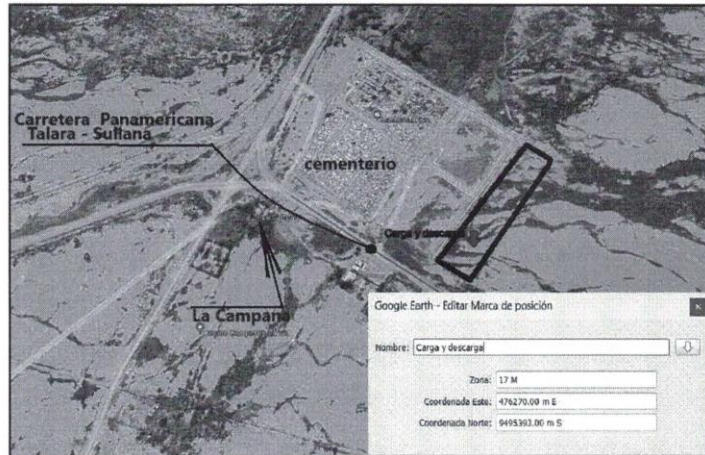 Carretera Panamericana
Talara - Sullana
cementerio
Carga y descarga
La Campana
Google Earth - Editar Marca de posición
Nombre: Carga y descarga
Zona: 17 M
Coordenada Este: 476270.00 m E
Coordenada Norte: 9495393.00 m S